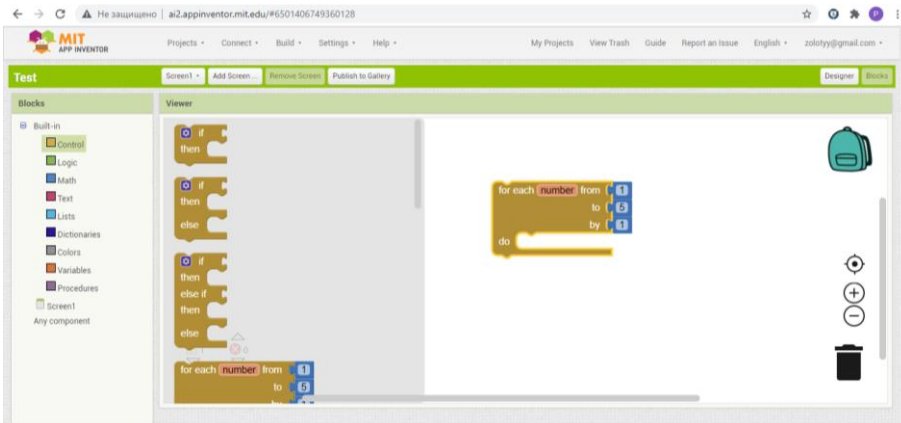 Не защищено | ai2.appinventor.mit.edu/#6501406749360128
P
MIT
APP INVENTOR
Projects Connect Build Settings Help My Projects View Trash Guide Report an Issue English zolotyy@gmail.com
Test
Screen1 Add Screen ... Remove Screen Publish to Gallery Designer Blocks
Blocks
Viewer
Built-in
Control
Logic
Math
Text
Lists
Dictionaries
Colors
Variables
Procedures
Screen1
Any component
if
then
if
then
else
if
then
else if
then
else
0
for each number from 1
to 5
by 1
for each number from 1
to 5
by 1
do